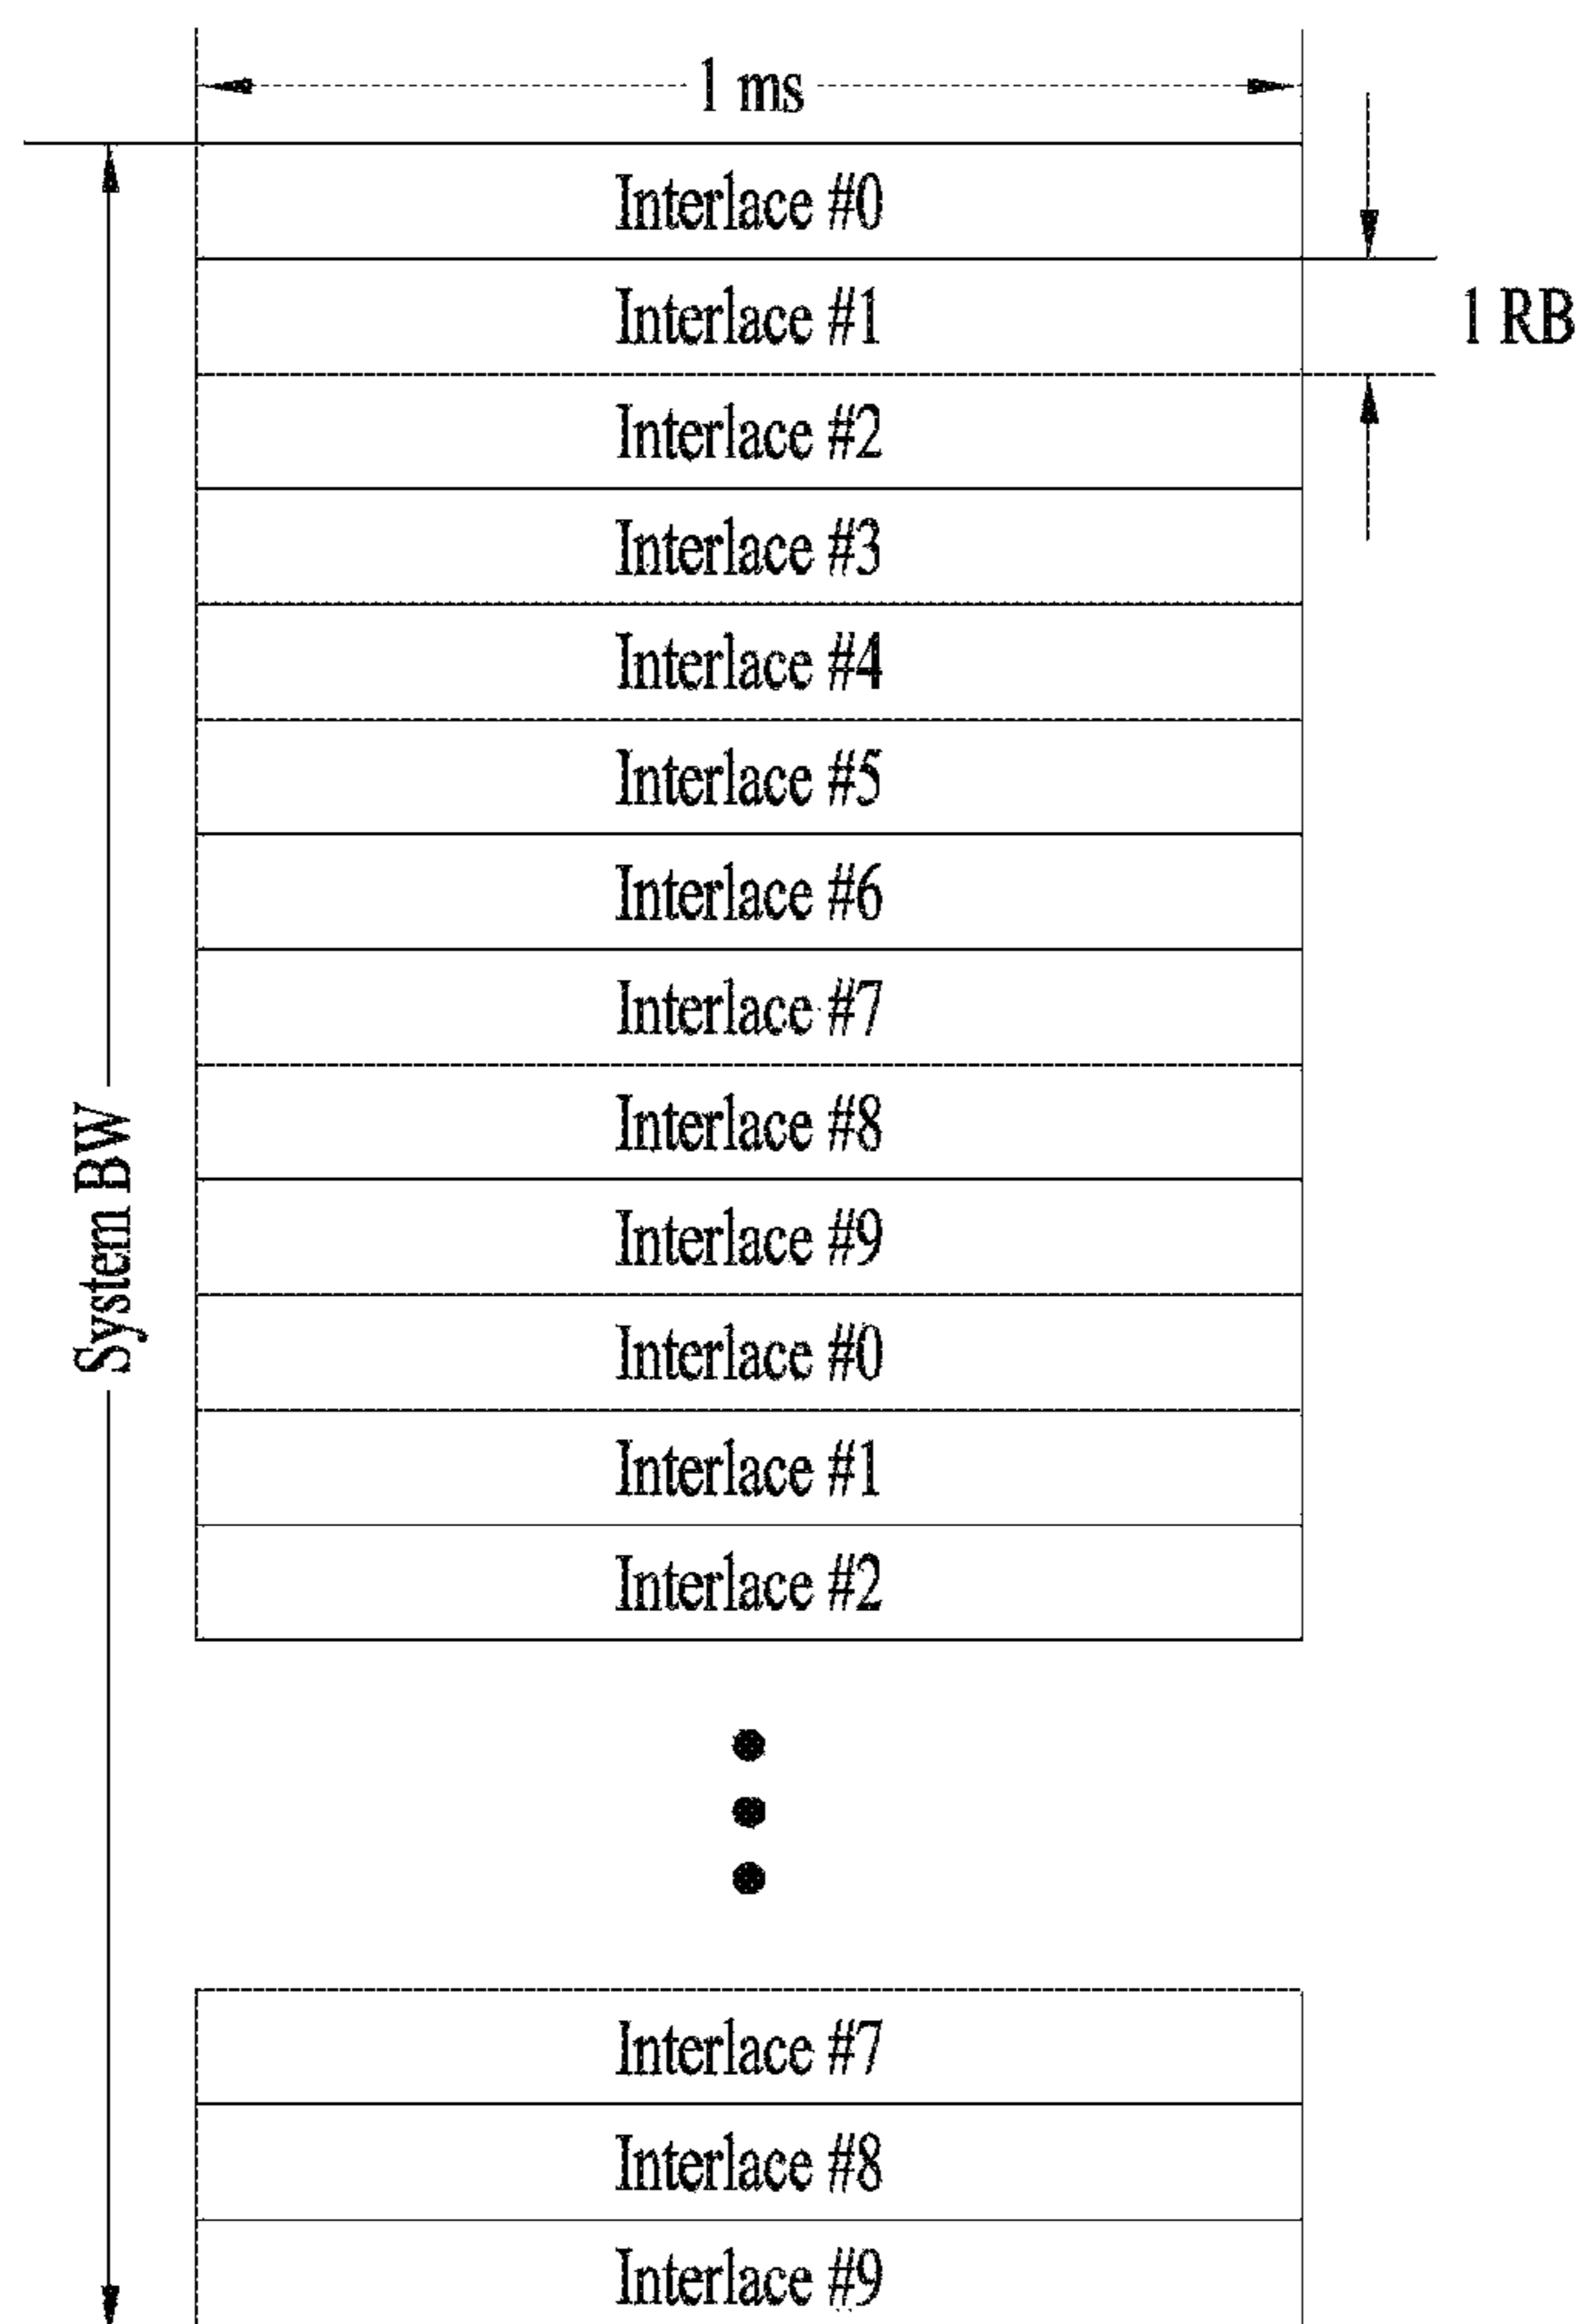 1 ms
Interlace #0
Interlace #1
1 RB
Interlace #2
Interlace #3
Interlace #4
Interlace #5
Interlace #6
Interlace #7
Interlace #8
System BW
Interlace #9
Interlace #0
Interlace #1
Interlace #2
Interlace #7
Interlace #8
Interlace #9